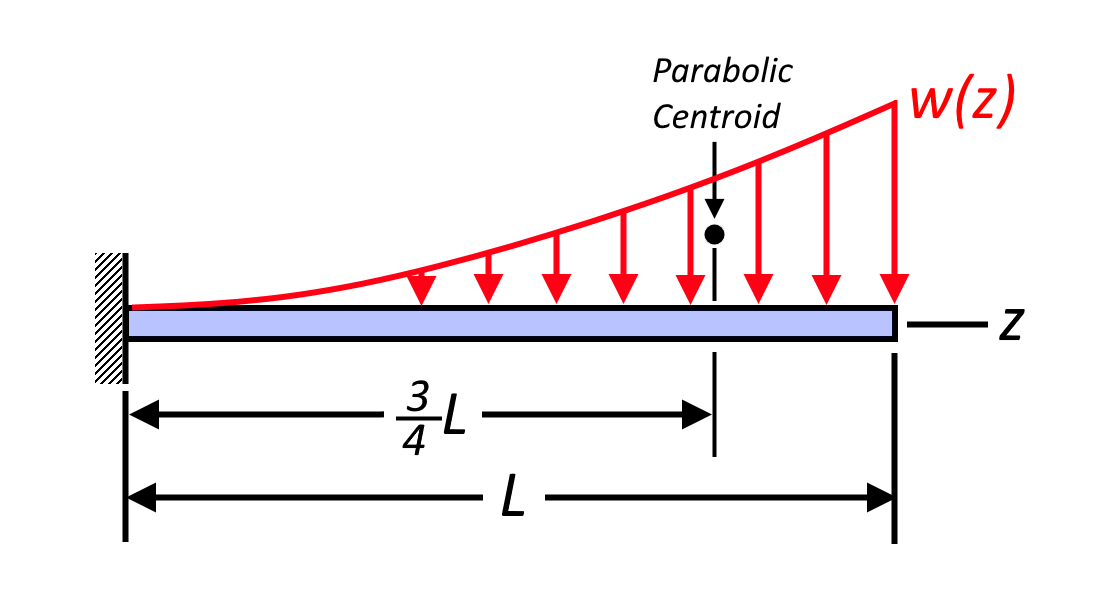 Parabolic
Centroid
w(z)
z
3/4 L
L